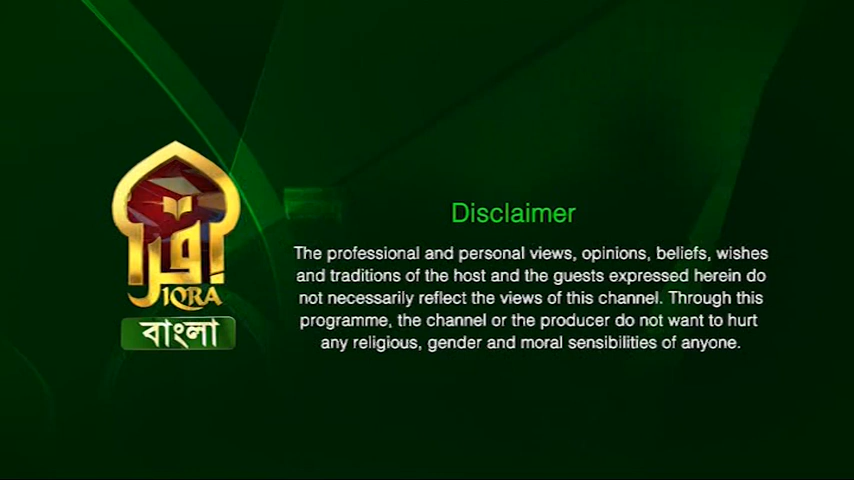 اقرأ
IQRA
বাংলা
Disclaimer
The professional and personal views, opinions, beliefs, wishes
and traditions of the host and the guests expressed herein do
not necessarily reflect the views of this channel. Through this
programme, the channel or the producer do not want to hurt
any religious, gender and moral sensibilities of anyone.